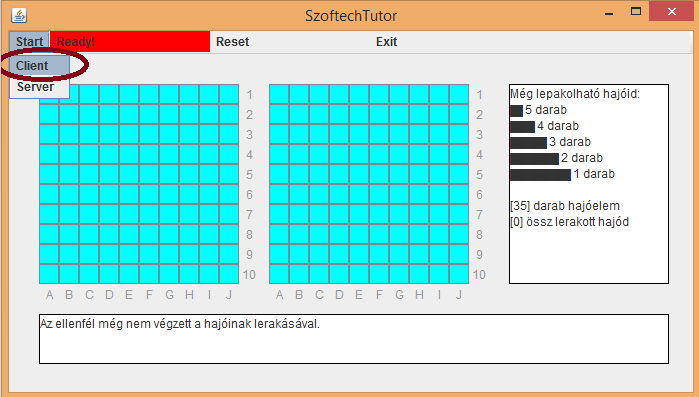 SzoftechTutor
Start Ready! Reset Exit
Client
Server
1
2
3
4
5
6
7
8
9
10
A B C D E F G H I J
1
2
3
4
5
6
7
8
9
10
A B C D E F G H I J
Még lepakolható hajóid:
5 darab
4 darab
3 darab
2 darab
1 darab
[35] darab hajóelem
[0] össz lerakott hajód
Az ellenfél még nem végzett a hajóinak lerakásával.